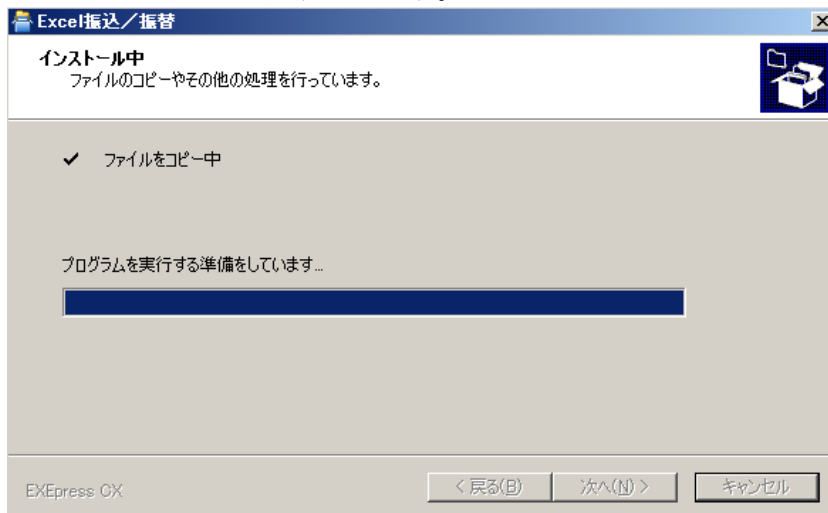 Excel振込／振替
インストール中
ファイルのコピーやその他の処理を行っています。
ファイルをコピー中
プログラムを実行する準備をしています...
EXEpress CX
< 戻る(B)
次へ(N) >
キャンセル